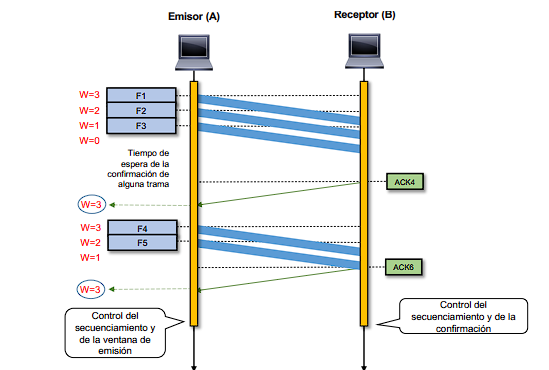 Emisor (A)
Receptor (B)
W=3
F1
W=2
F2
W=1
F3
W=0
Tiempo de
espera de la
confirmación de
alguna trama
ACK4
W=3
W=3
F4
W=2
F5
W=1
ACK6
W=3
Control del
secuenciamiento y
de la ventana de
emisión
Control del
secuenciamiento y de la
confirmación